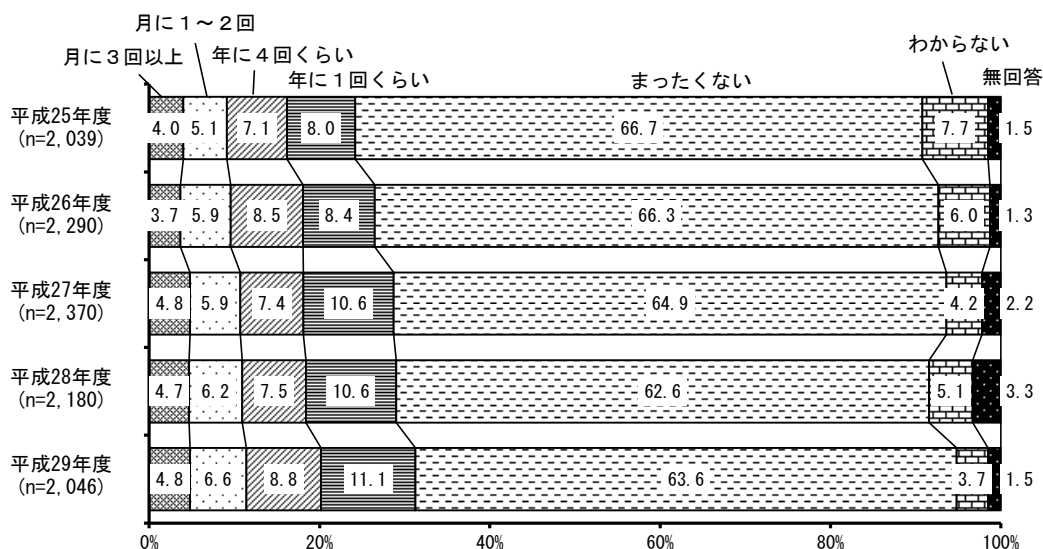 月に１～２回
月に３回以上
年に４回くらい
年に１回くらい
まったくない
わからない
無回答
平成25年度
(n=2,039)
4.0 5.1 7.1 8.0 66.7 7.7 1.5
平成26年度
(n=2,290)
3.7 5.9 8.5 8.4 66.3 6.0 1.3
平成27年度
(n=2,370)
4.8 5.9 7.4 10.6 64.9 4.2 2.2
平成28年度
(n=2,180)
4.7 6.2 7.5 10.6 62.6 5.1 3.3
平成29年度
(n=2,046)
4.8 6.6 8.8 11.1 63.6 3.7 1.5
0% 20% 40% 60% 80% 100%